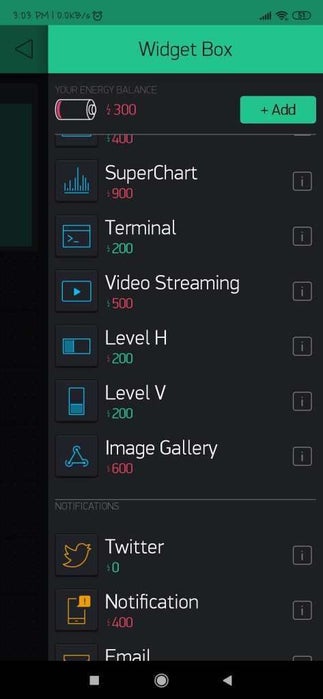 3:03 PM | 0.0KB/s
51
Widget Box
YOUR ENERGY BALANCE
300
+ Add
400
SuperChart
900
Terminal
200
Video Streaming
500
Level H
200
Level V
200
Image Gallery
600
NOTIFICATIONS
Twitter
0
Notification
400
Email